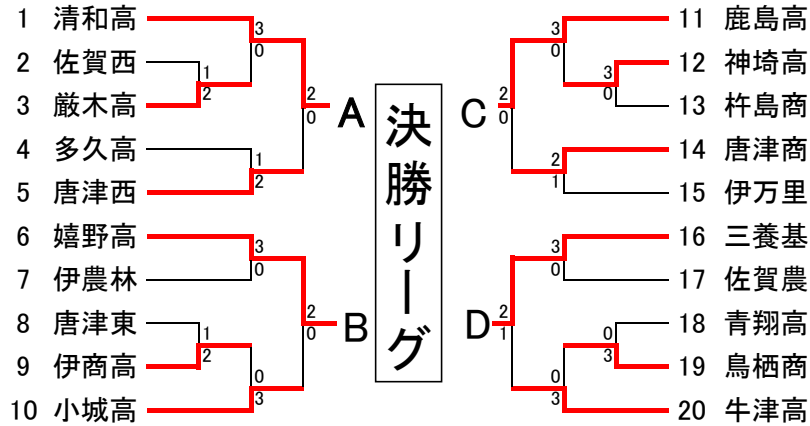 1 清和高
3
0
2 佐賀西
1
2
3 厳木高
2
0
A
4 多久高
1
2
5 唐津西
6 嬉野高
3
0
7 伊農林
2
0
B
8 唐津東
1
2
9 伊商高
0
3
10 小城高
決勝リーグ
11 鹿島高
3
0
12 神埼高
3
0
13 杵島商
C
2
0
14 唐津商
2
1
15 伊万里
16 三養基
3
0
17 佐賀農
D
2
1
18 青翔高
0
3
19 鳥栖商
0
3
20 牛津高